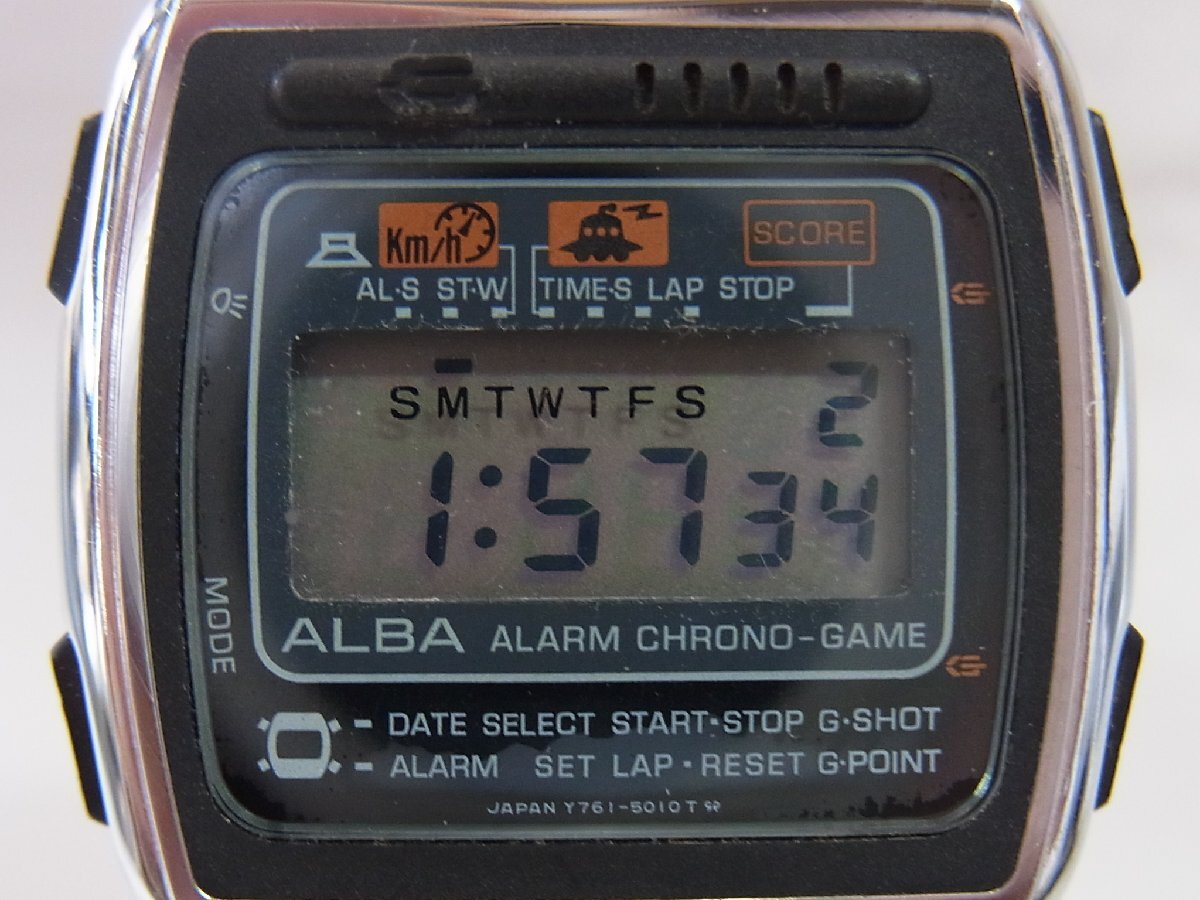 Km/h
SCORE
AL·S ST·W TIME·S LAP STOP
SMTWTFS
2
1:57 34
MODE
ALBA ALARM CHRONO-GAME
- DATE SELECT START·STOP G·SHOT
- ALARM SET LAP·RESET G·POINT
JAPAN Y761-5010T